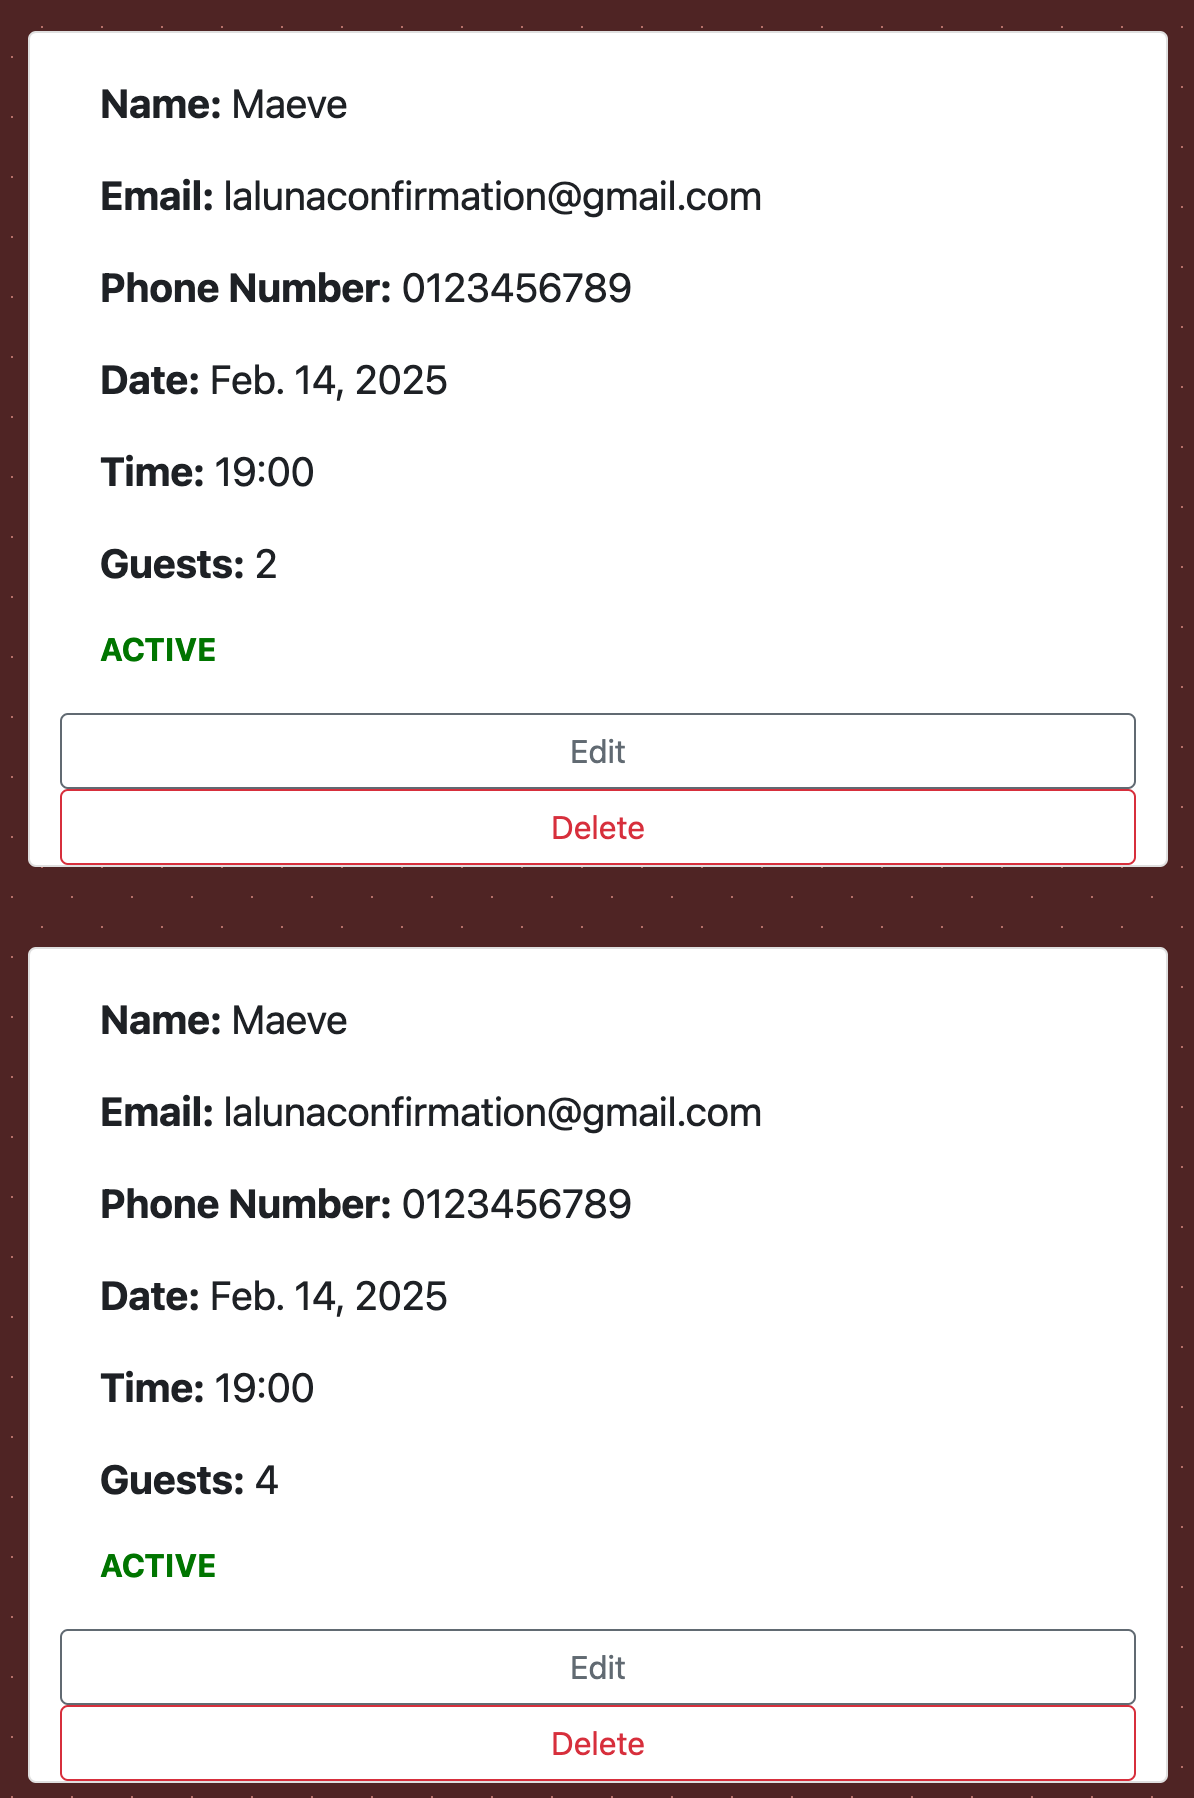 Name: Maeve
Email: lalunaconfirmation@gmail.com
Phone Number: 0123456789
Date: Feb. 14, 2025
Time: 19:00
Guests: 2
ACTIVE
Edit
Delete
Name: Maeve
Email: lalunaconfirmation@gmail.com
Phone Number: 0123456789
Date: Feb. 14, 2025
Time: 19:00
Guests: 4
ACTIVE
Edit
Delete